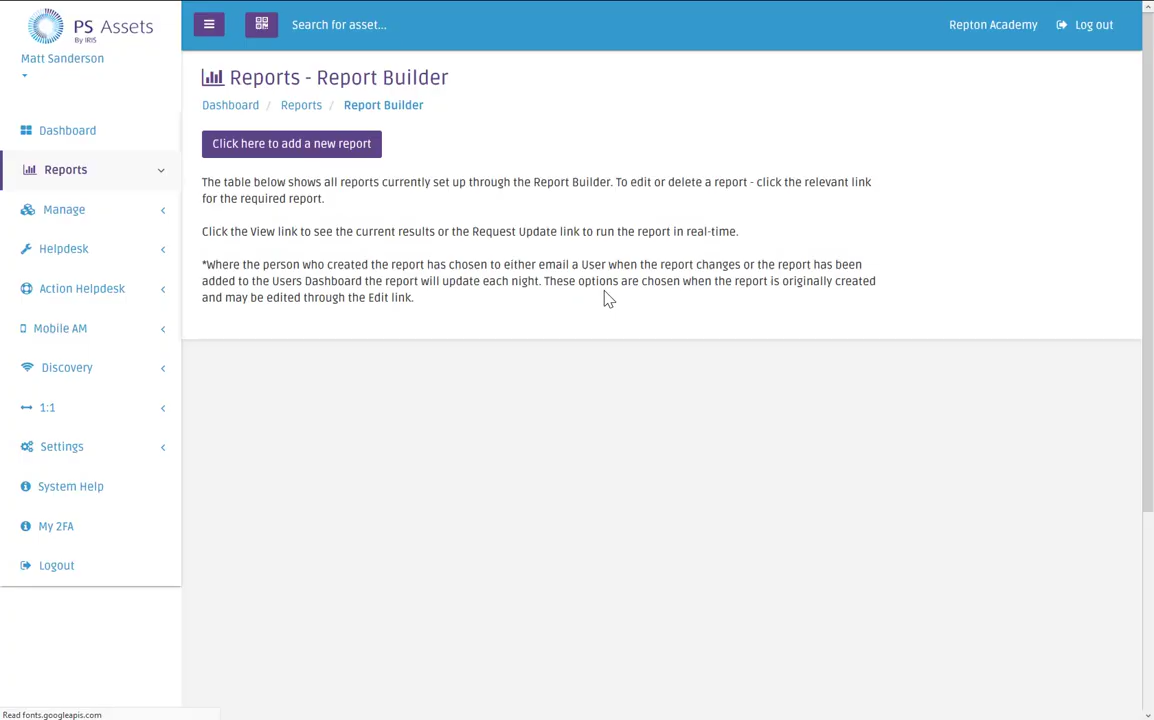 PS Assets
By IRIS
Matt Sanderson
Search for asset...
Repton Academy
Log out
Dashboard
Reports
Manage
Helpdesk
Action Helpdesk
Mobile AM
Discovery
1:1
Settings
System Help
My 2FA
Logout
Reports - Report Builder
Dashboard / Reports / Report Builder
Click here to add a new report
The table below shows all reports currently set up through the Report Builder. To edit or delete a report - click the relevant link
for the required report.
Click the View link to see the current results or the Request Update link to run the report in real-time.
*Where the person who created the report has chosen to either email a User when the report changes or the report has been
added to the Users Dashboard the report will update each night. These options are chosen when the report is originally created
and may be edited through the Edit link.
Read fonts.googleapis.com